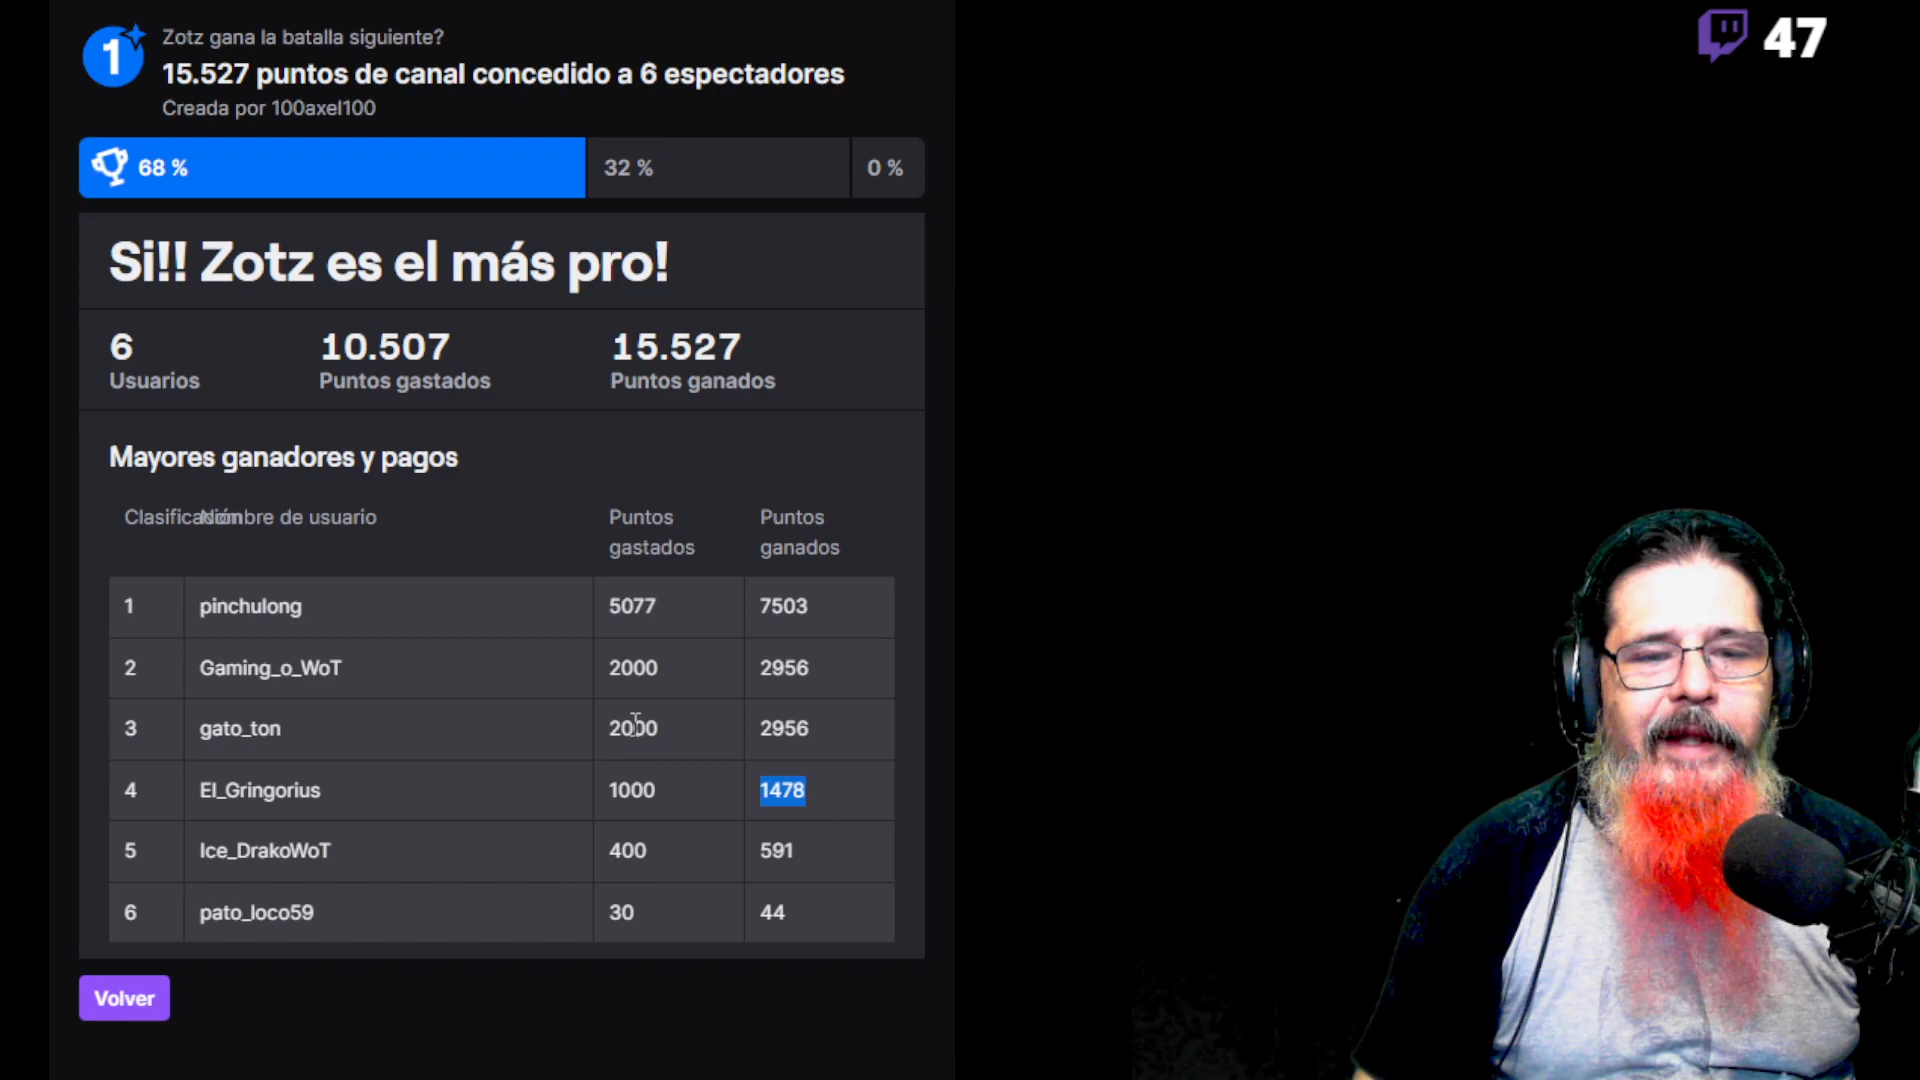 1
Zotz gana la batalla siguiente?
15.527 puntos de canal concedido a 6 espectadores
Creada por 100axel100
68 %
32 %
0 %
Si!! Zotz es el más pro!
6
10.507
15.527
Usuarios
Puntos gastados
Puntos ganados
Mayores ganadores y pagos
Clasificación
Nombre de usuario
Puntos gastados
Puntos ganados
1 pinchulong 5077 7503
2 Gaming_o_WoT 2000 2956
3 gato_ton 2000 2956
4 El_Gringorius 1000 1478
5 Ice_DrakoWoT 400 591
6 pato_loco59 30 44
Volver
47